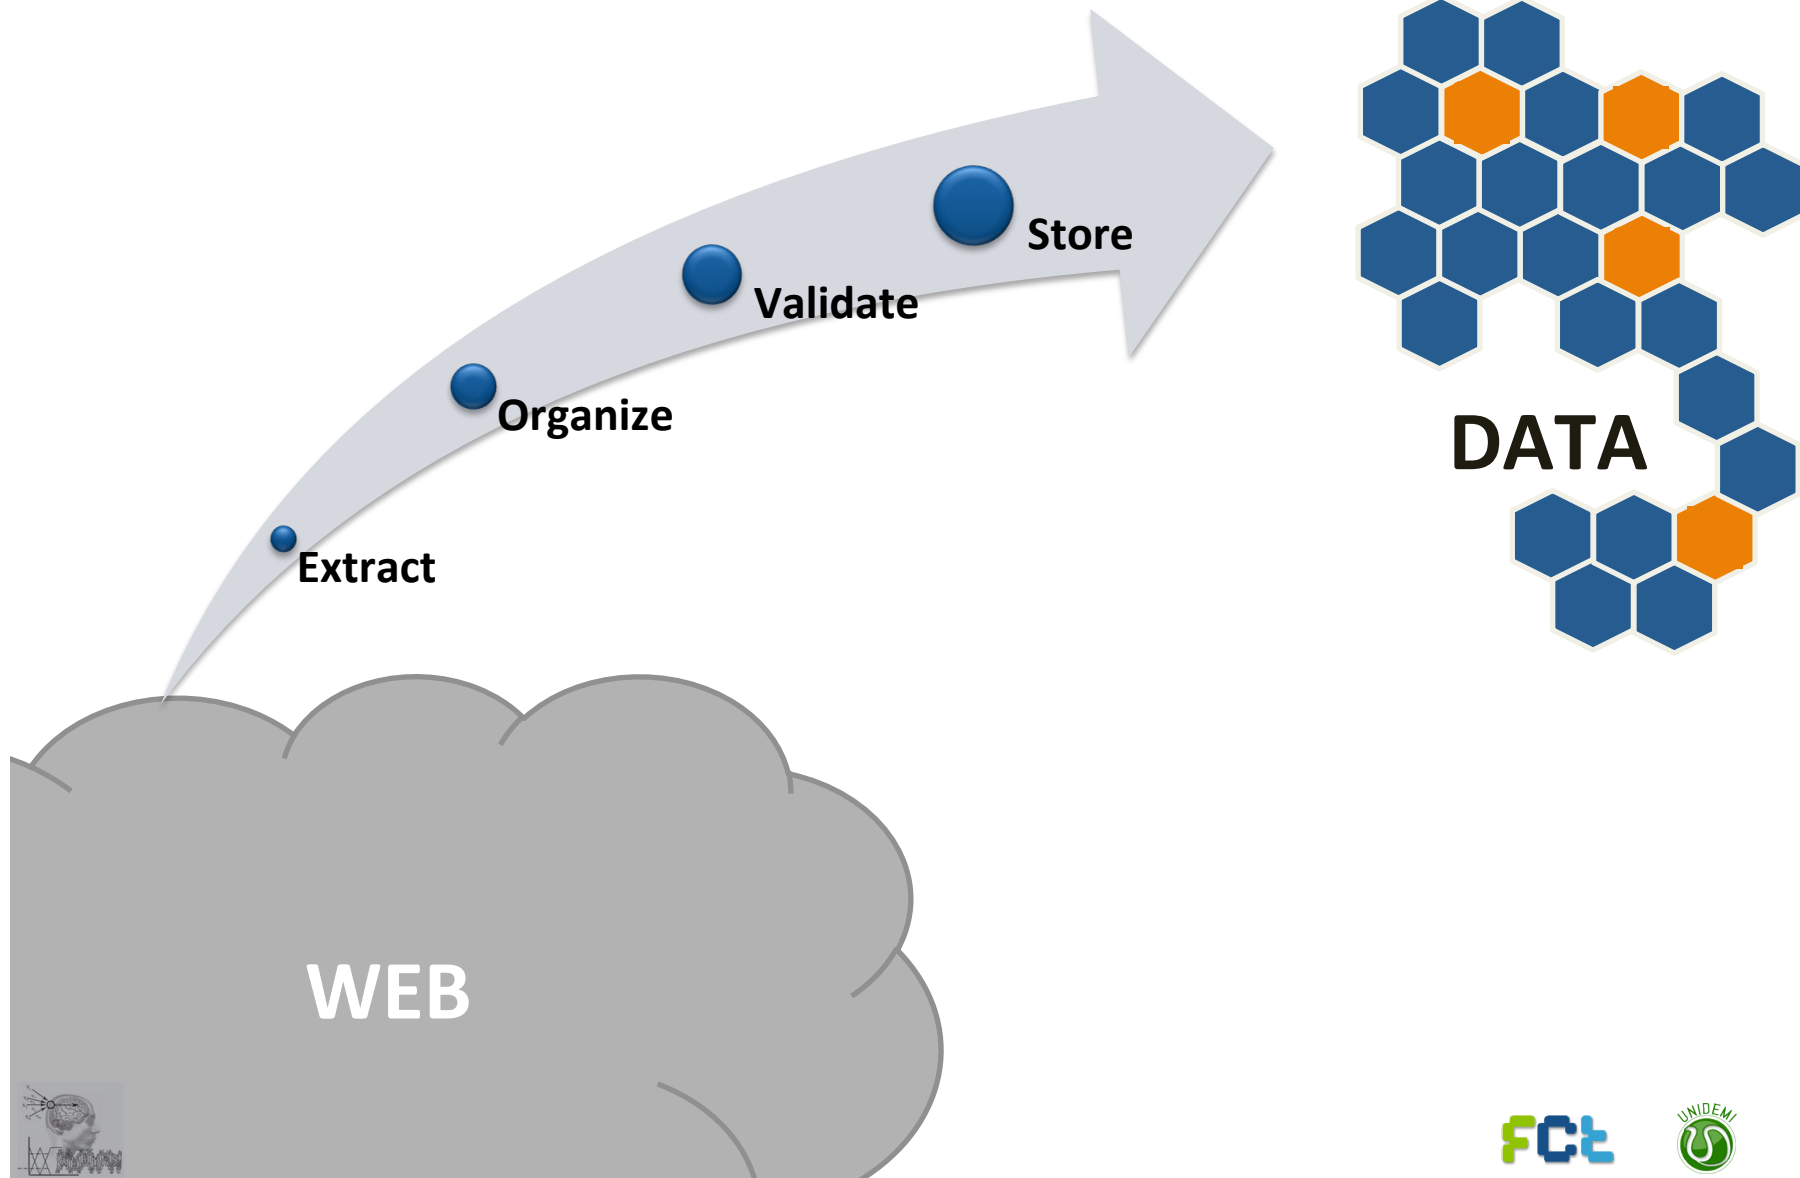 Store
Validate
Organize
Extract
DATA
WEB
FCt
UNIDEMI